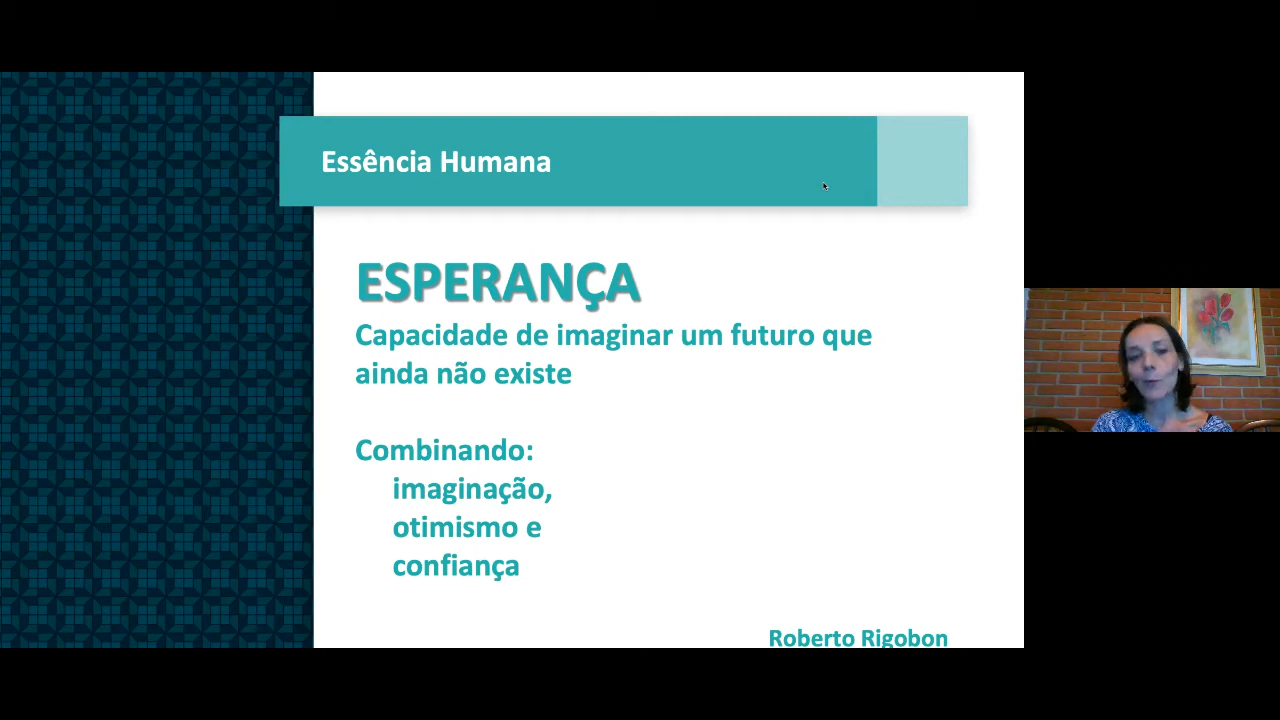 Essência Humana
ESPERANÇA
Capacidade de imaginar um futuro que
ainda não existe
Combinando:
imaginação,
otimismo e
confiança
Roberto Rigobon